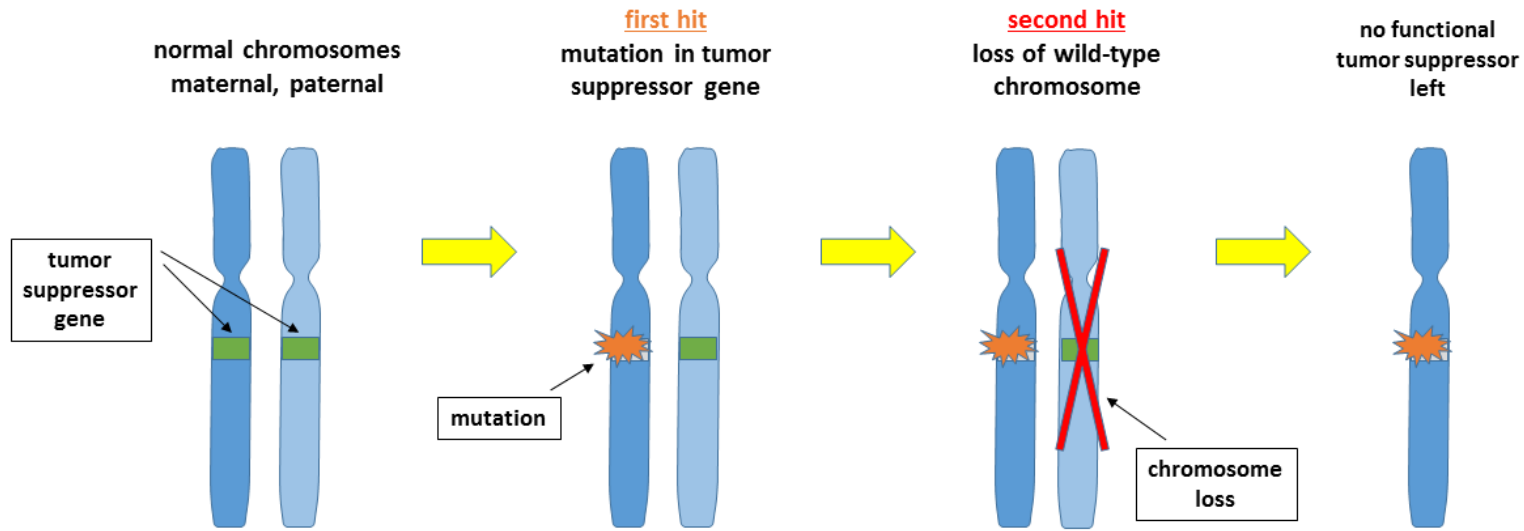 normal chromosomes
maternal, paternal
first hit
mutation in tumor
suppressor gene
second hit
loss of wild-type
chromosome
no functional
tumor suppressor
left
tumor
suppressor
gene
mutation
chromosome
loss